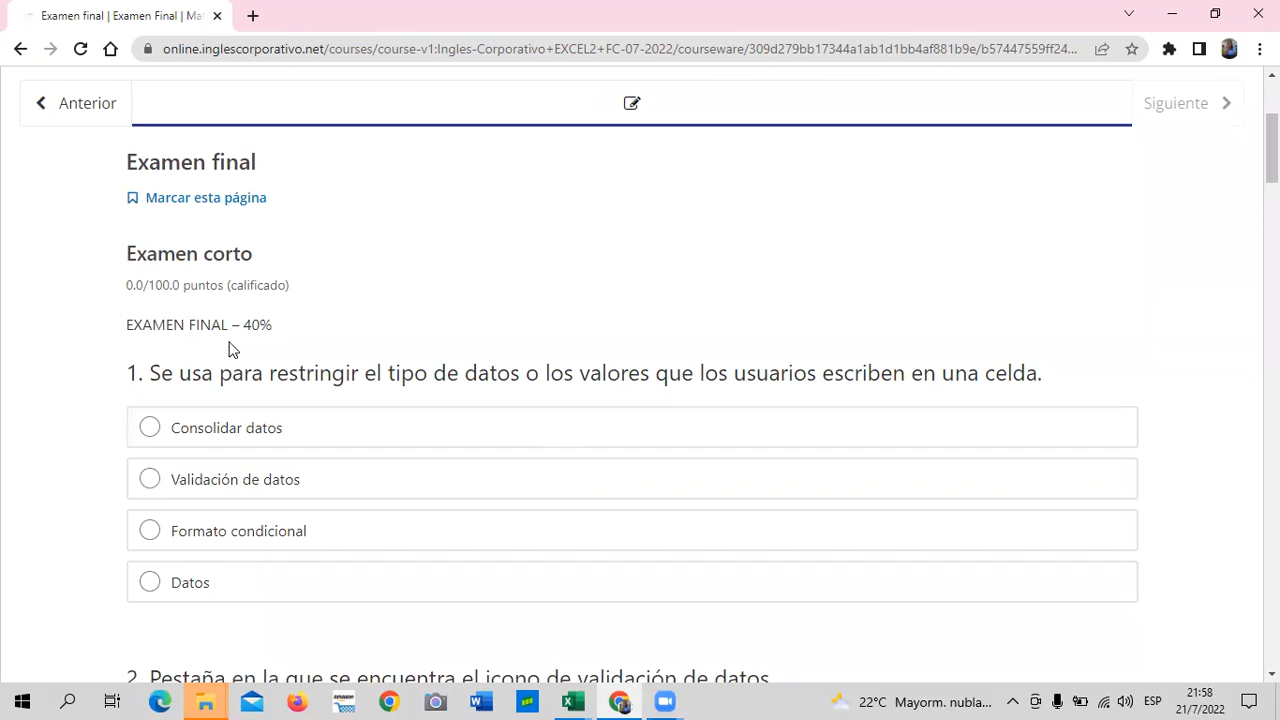 Examen final | Examen Final | Ma
online.inglescorporativo.net/courses/course-v1:Ingles-Corporativo+EXCEL2+FC-07-2022/courseware/309d279bb17344a1ab1d1bb4af881b9e/b57447559ff24...
Anterior
Siguiente
Examen final
Marcar esta página
Examen corto
0.0/100.0 puntos (calificado)
EXAMEN FINAL – 40%
1. Se usa para restringir el tipo de datos o los valores que los usuarios escriben en una celda.
Consolidar datos
Validación de datos
Formato condicional
Datos
2. Pestaña en la que se encuentra el icono de validación de datos
22°C Mayorm. nubla...
ESP
21:58
21/7/2022